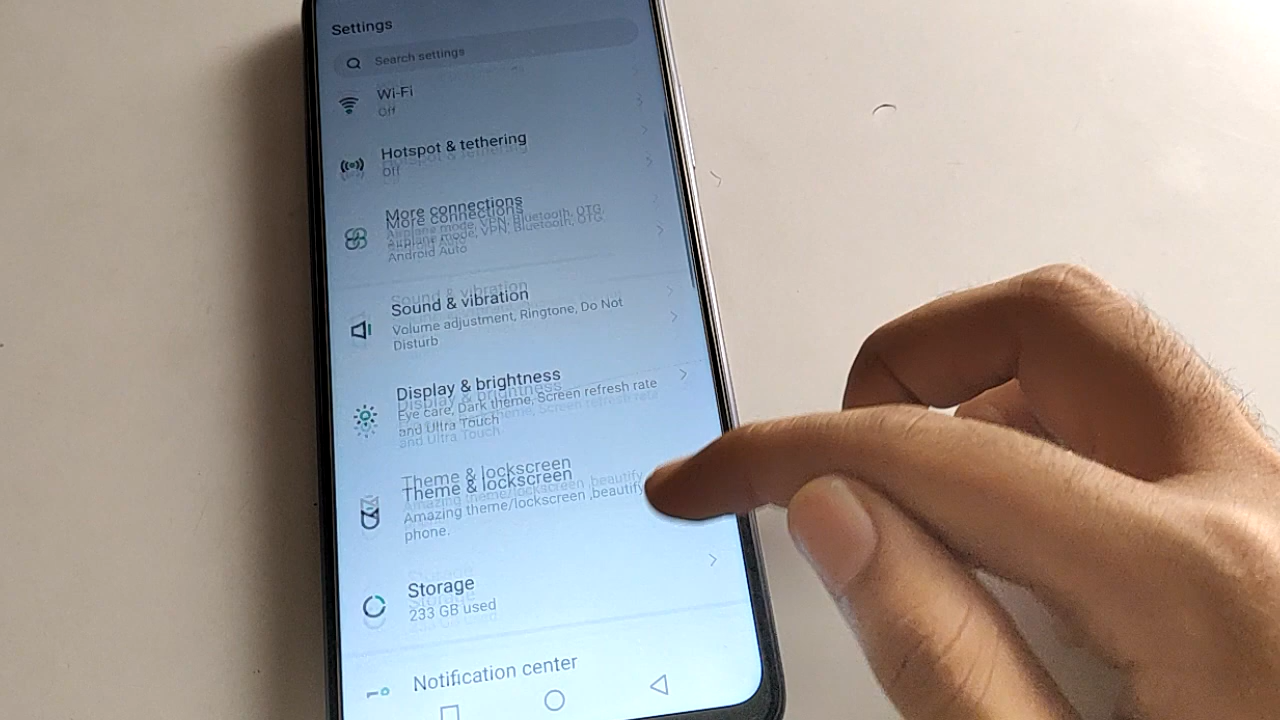 Settings
Search settings
Wi-Fi
Off
Hotspot & tethering
Off
More connections
Airplane mode, VPN, Bluetooth, OTG,
Android Auto
Sound & vibration
Volume adjustment, Ringtone, Do Not
Disturb
Display & brightness
Eye care, Dark theme, Screen refresh rate
and Ultra Touch
Theme & lockscreen
Amazing theme/lockscreen ,beautify
phone.
Storage
233 GB used
Notification center